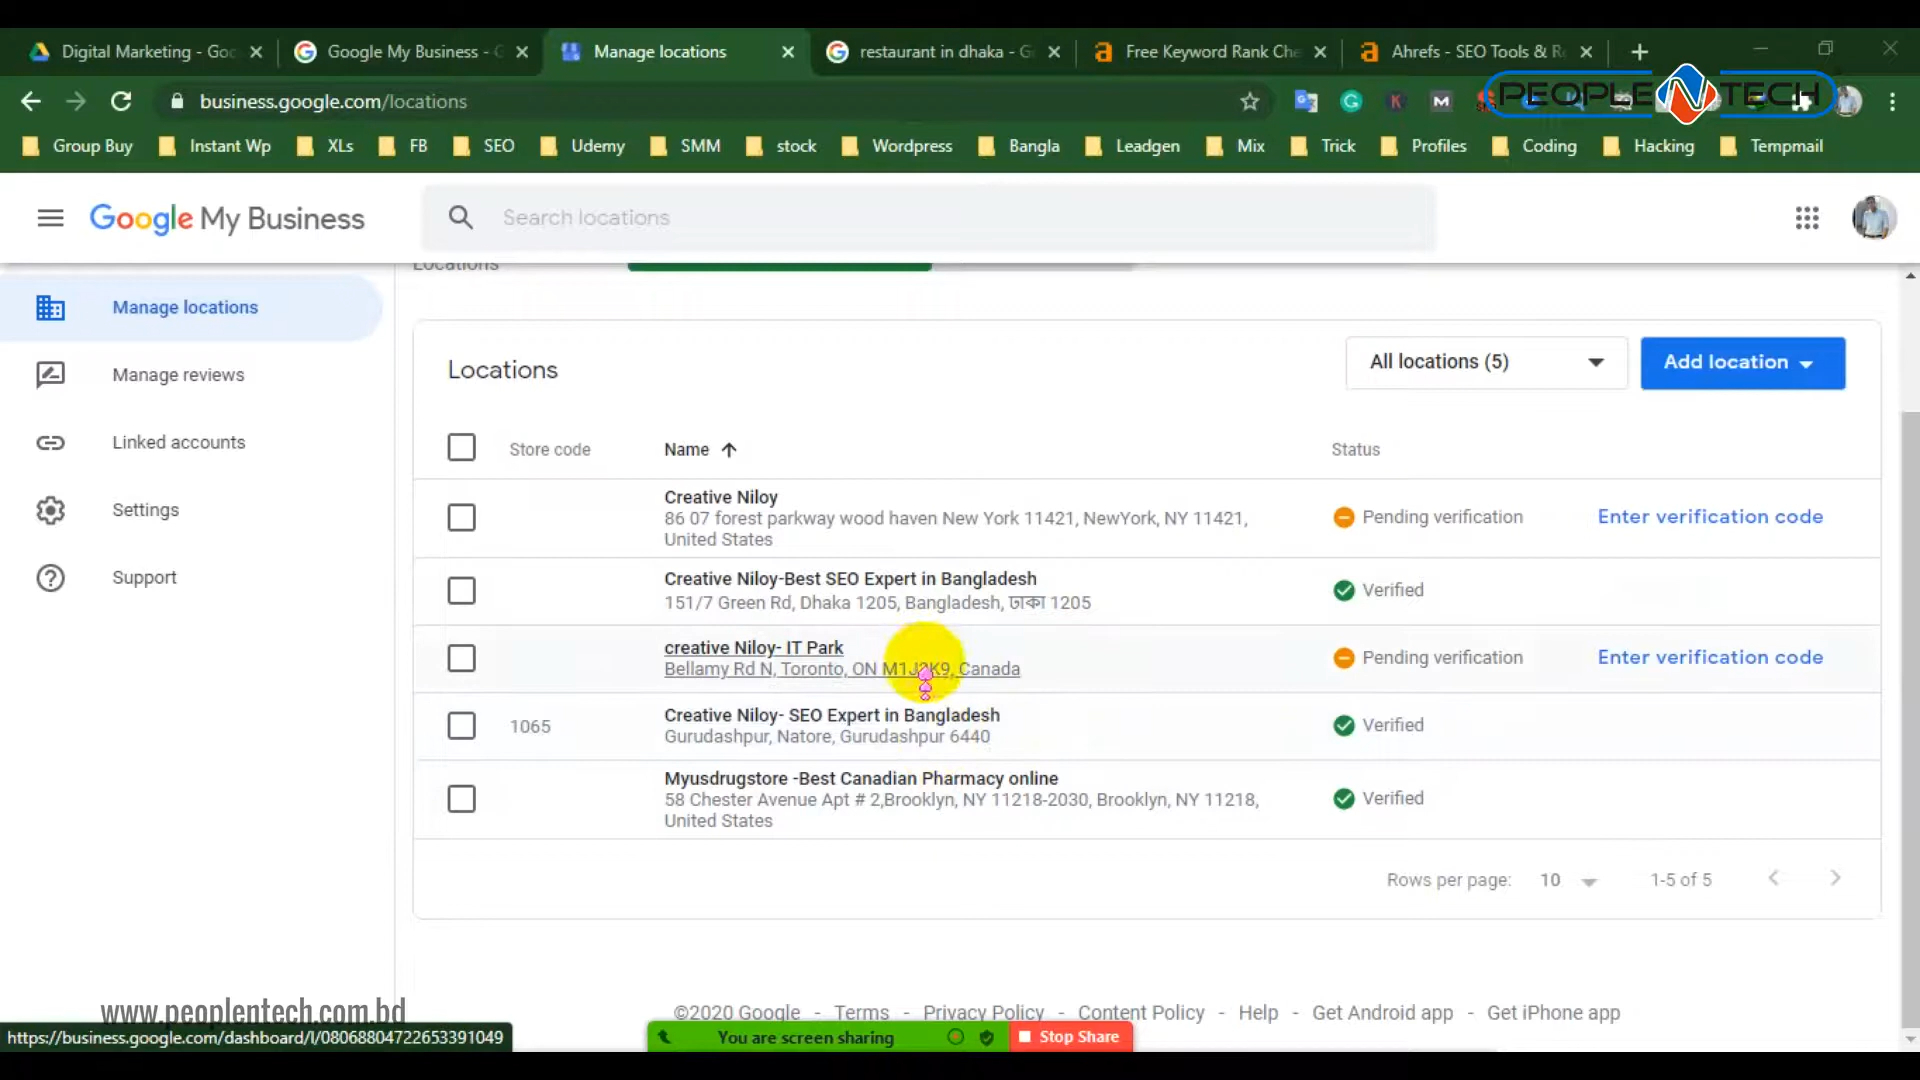 Digital Marketing - Goo
Google My Business - G
Manage locations
restaurant in dhaka - G
Free Keyword Rank Che
Ahrefs - SEO Tools & R
business.google.com/locations
PEOPLE N TECH
Group Buy
Instant Wp
XLs
FB
SEO
Udemy
SMM
stock
Wordpress
Bangla
Leadgen
Mix
Trick
Profiles
Coding
Hacking
Tempmail
Google My Business
Search locations
Locations
Manage locations
Manage reviews
Linked accounts
Settings
Support
Locations
All locations (5)
Add location
Store code
Name
Status
Creative Niloy
86 07 forest parkway wood haven New York 11421, NewYork, NY 11421,
United States
Pending verification
Enter verification code
Creative Niloy-Best SEO Expert in Bangladesh
151/7 Green Rd, Dhaka 1205, Bangladesh, ঢাকা 1205
Verified
creative Niloy- IT Park
Bellamy Rd N, Toronto, ON M1J2K9, Canada
Pending verification
Enter verification code
1065
Creative Niloy- SEO Expert in Bangladesh
Gurudashpur, Natore, Gurudashpur 6440
Verified
Myusdrugstore -Best Canadian Pharmacy online
58 Chester Avenue Apt # 2,Brooklyn, NY 11218-2030, Brooklyn, NY 11218,
United States
Verified
Rows per page: 10
1-5 of 5
©2020 Google - Terms - Privacy Policy - Content Policy - Help - Get Android app - Get iPhone app
www.peoplentech.com.bd
https://business.google.com/dashboard/l/08068804722653391049
You are screen sharing
Stop Share